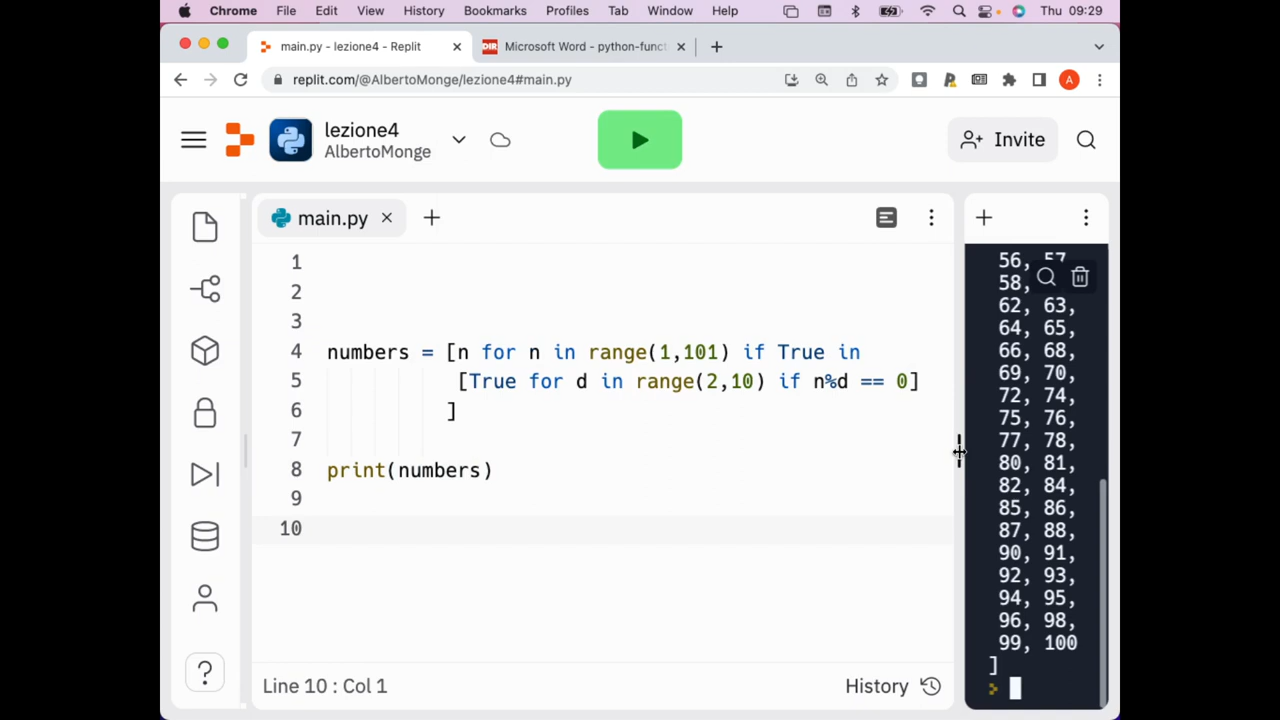 Chrome File Edit View History Bookmarks Profiles Tab Window Help Thu 09:29
main.py - lezione4 - Replit
DIR Microsoft Word - python-funct
replit.com/@AlbertoMonge/lezione4#main.py
A
lezione4
AlbertoMonge
Invite
main.py
1
2
3
4 numbers = [n for n in range(1,101) if True in
5 [True for d in range(2,10) if n%d == 0]
6 ]
7
8 print(numbers)
9
10
Line 10 : Col 1
History
56, 57
58,
62, 63,
64, 65,
66, 68,
69, 70,
72, 74,
75, 76,
77, 78,
80, 81,
82, 84,
85, 86,
87, 88,
90, 91,
92, 93,
94, 95,
96, 98,
99, 100
]
?